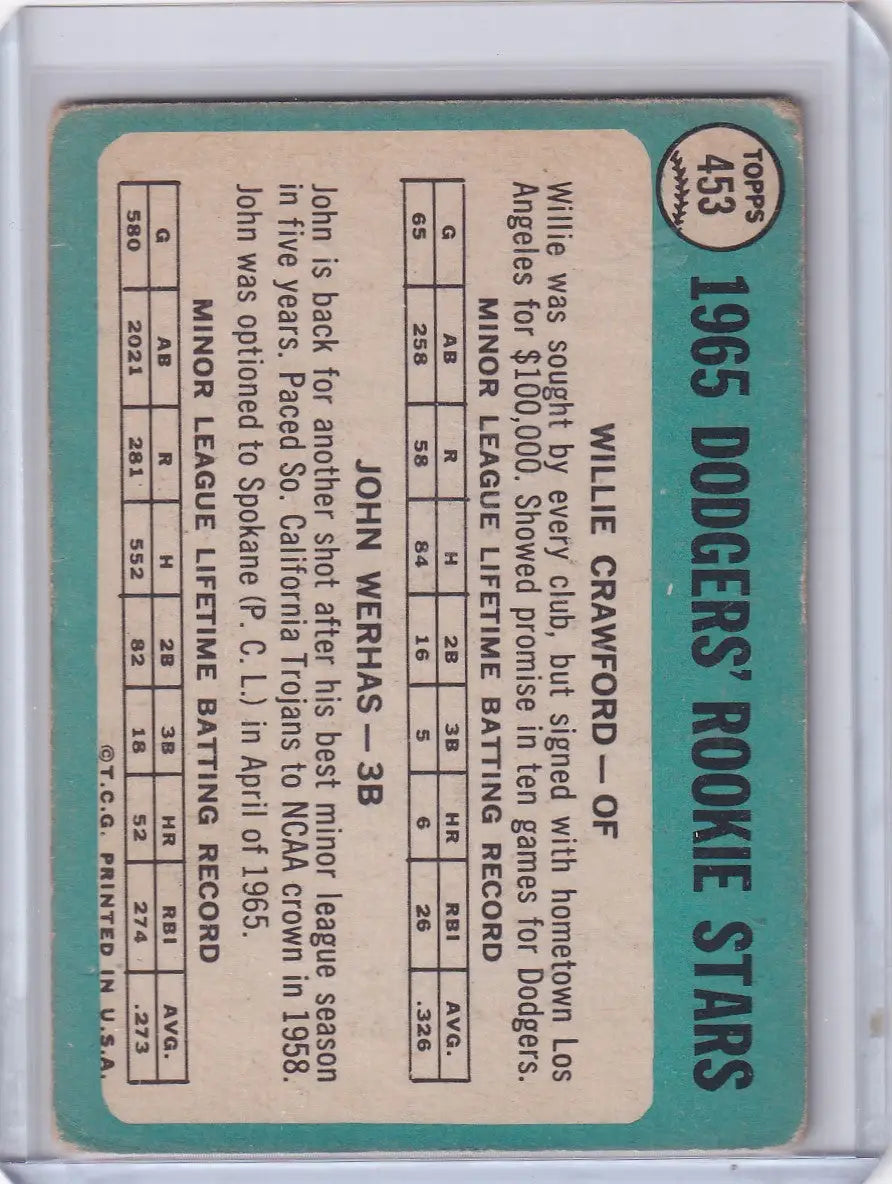 TOPPS
453
1965 DODGERS' ROOKIE STARS
WILLIE CRAWFORD — OF
Willie was sought by every club, but signed with hometown Los
Angeles for $100,000. Showed promise in ten games for Dodgers.
MINOR LEAGUE LIFETIME BATTING RECORD
G AB R H 2B 3B HR RBI AVG.
65 258 58 84 16 5 6 26 .326
JOHN WERHAS — 3B
John is back for another shot after his best minor league season
in five years. Paced So. California Trojans to NCAA crown in 1958.
John was optioned to Spokane (P. C. L.) in April of 1965.
MINOR LEAGUE LIFETIME BATTING RECORD
G AB R H 2B 3B HR RBI AVG.
580 2021 281 552 82 18 52 274 .273
©T.C.G. PRINTED IN U.S.A.